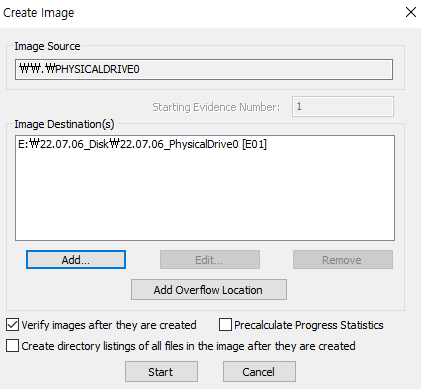 Create Image
Image Source
₩₩.₩PHYSICALDRIVE0
Starting Evidence Number: 1
Image Destination(s)
E:₩22.07.06_Disk₩22.07.06_PhysicalDrive0 [E01]
Add... Edit... Remove
Add Overflow Location
Verify images after they are created Precalculate Progress Statistics
Create directory listings of all files in the image after they are created
Start Cancel